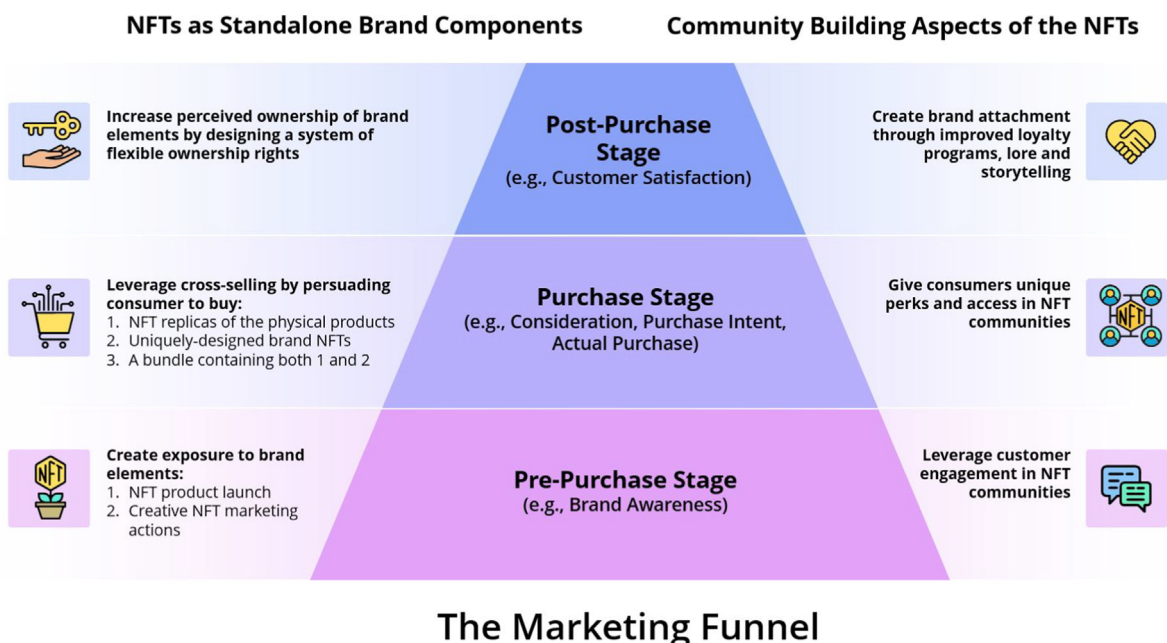 NFTs as Standalone Brand Components
Community Building Aspects of the NFTs
Increase perceived ownership of brand
elements by designing a system of
flexible ownership rights
Post-Purchase
Stage
(e.g., Customer Satisfaction)
Create brand attachment
through improved loyalty
programs, lore and
storytelling
Leverage cross-selling by persuading
consumer to buy:
1. NFT replicas of the physical products
2. Uniquely-designed brand NFTs
3. A bundle containing both 1 and 2
Purchase Stage
(e.g., Consideration, Purchase Intent,
Actual Purchase)
Give consumers unique
perks and access in NFT
communities
NFT
Create exposure to brand
elements:
1. NFT product launch
2. Creative NFT marketing
actions
NFT
Pre-Purchase Stage
(e.g., Brand Awareness)
Leverage customer
engagement in NFT
communities
The Marketing Funnel